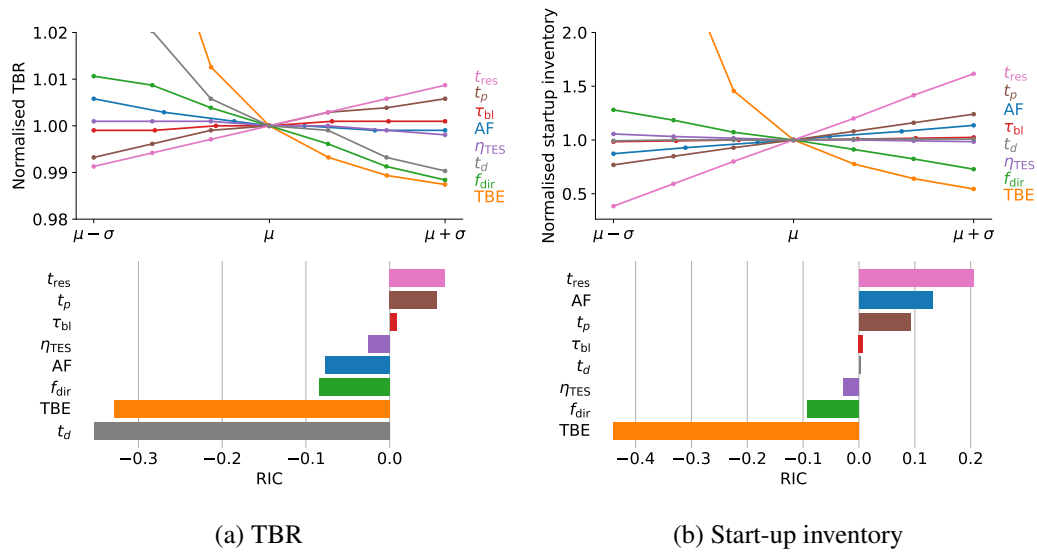 1.02
1.01
1.00
0.99
0.98
Normalised TBR
μ − σ
μ
μ + σ
t_res
t_p
τ_bl
AF
η_TES
t_d
f_dir
TBE
2.0
1.5
1.0
0.5
Normalised startup inventory
μ − σ
μ
μ + σ
t_res
t_p
AF
τ_bl
t_d
η_TES
f_dir
TBE
t_res
t_p
τ_bl
η_TES
AF
f_dir
TBE
t_d
−0.3 −0.2 −0.1 0.0
RIC
t_res
AF
t_p
τ_bl
t_d
η_TES
f_dir
TBE
−0.4 −0.3 −0.2 −0.1 0.0 0.1 0.2
RIC
(a) TBR
(b) Start-up inventory